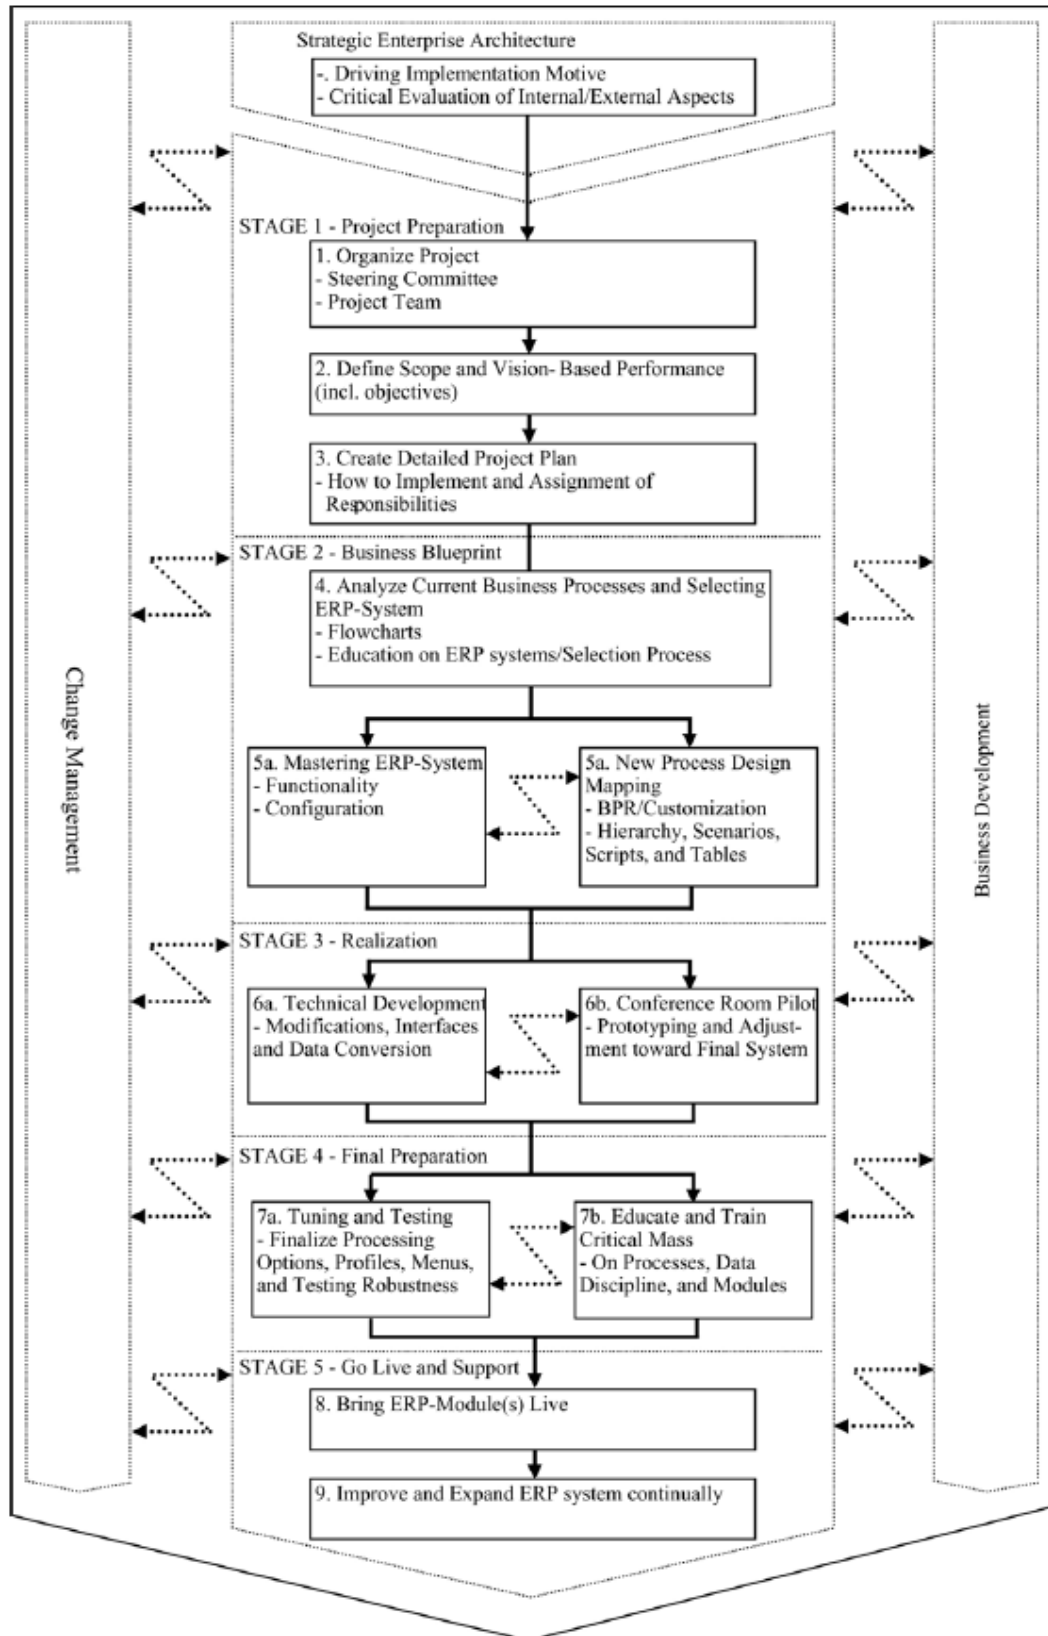 Strategic Enterprise Architecture
-. Driving Implementation Motive
- Critical Evaluation of Internal/External Aspects
STAGE 1 - Project Preparation
1. Organize Project
- Steering Committee
- Project Team
2. Define Scope and Vision- Based Performance
(incl. objectives)
3. Create Detailed Project Plan
- How to Implement and Assignment of
Responsibilities
STAGE 2 - Business Blueprint
4. Analyze Current Business Processes and Selecting
ERP-System
- Flowcharts
- Education on ERP systems/Selection Process
Change Management
Business Development
5a. Mastering ERP-System
- Functionality
- Configuration
5a. New Process Design
Mapping
- BPR/Customization
- Hierarchy, Scenarios,
Scripts, and Tables
STAGE 3 - Realization
6a. Technical Development
- Modifications, Interfaces
and Data Conversion
6b. Conference Room Pilot
- Prototyping and Adjust-
ment toward Final System
STAGE 4 - Final Preparation
7a. Tuning and Testing
- Finalize Processing
Options, Profiles, Menus,
and Testing Robustness
7b. Educate and Train
Critical Mass
- On Processes, Data
Discipline, and Modules
STAGE 5 - Go Live and Support
8. Bring ERP-Module(s) Live
9. Improve and Expand ERP system continually